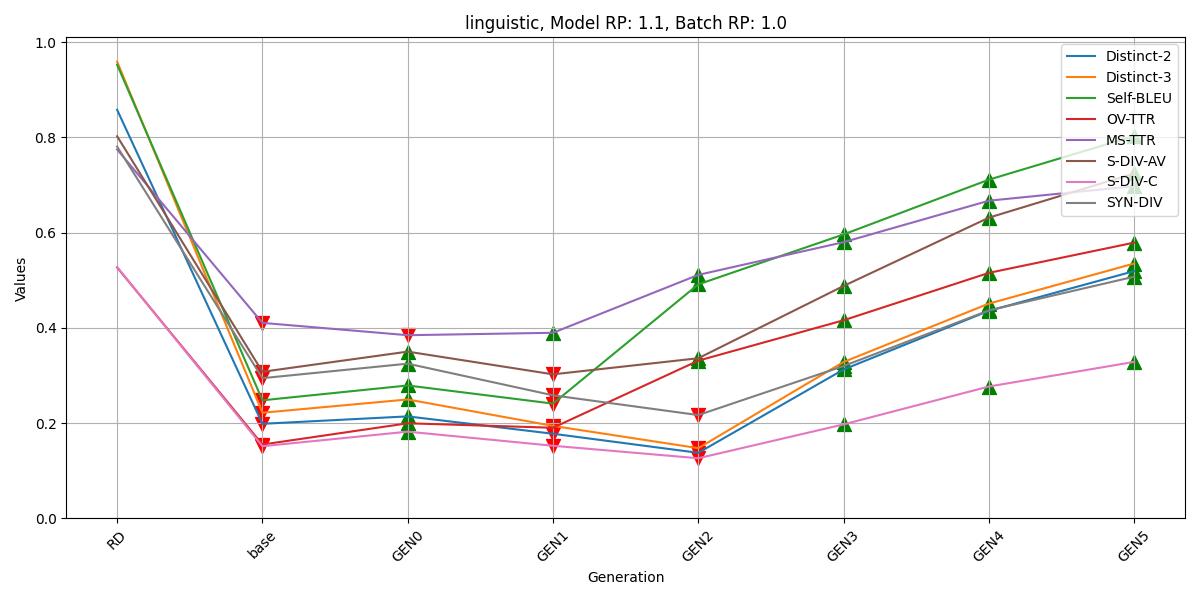 linguistic, Model RP: 1.1, Batch RP: 1.0
1.0
0.8
0.6
0.4
0.2
0.0
Values
Distinct-2
Distinct-3
Self-BLEU
OV-TTR
MS-TTR
S-DIV-AV
S-DIV-C
SYN-DIV
RD
base
GEN0
GEN1
GEN2
GEN3
GEN4
GEN5
Generation